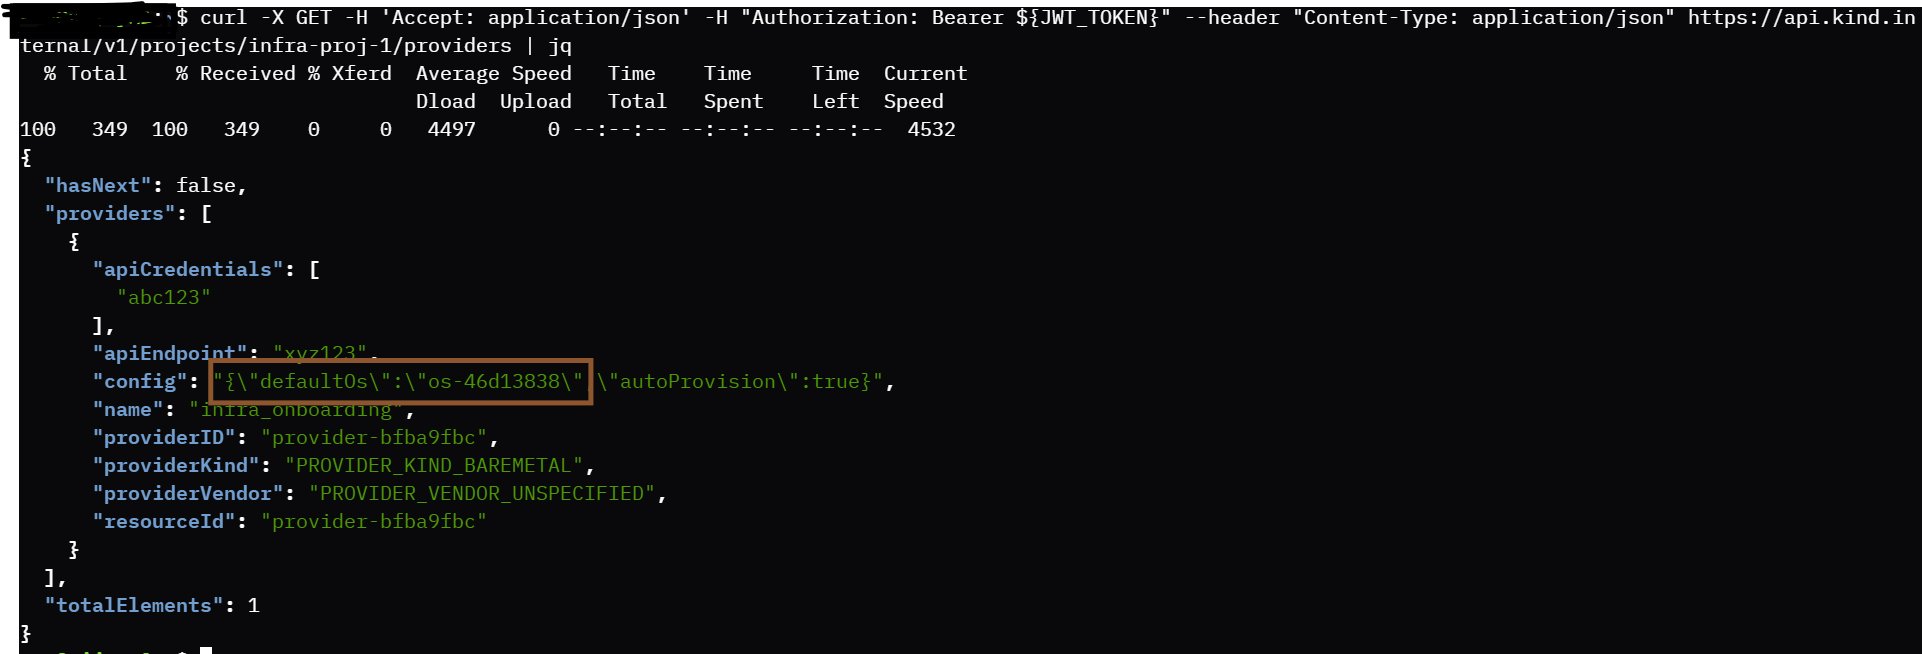 $ curl -X GET -H 'Accept: application/json' -H "Authorization: Bearer ${JWT_TOKEN}" --header "Content-Type: application/json" https://api.kind.in
ternal/v1/projects/infra-proj-1/providers | jq
% Total % Received % Xferd Average Speed Time Time Time Current
Dload Upload Total Spent Left Speed
100 349 100 349 0 0 4497 0 --:--:-- --:--:-- --:--:-- 4532
{
"hasNext": false,
"providers": [
{
"apiCredentials": [
"abc123"
],
"apiEndpoint": "xyz123",
"config": "{\"defaultOs\":\"os-46d13838\",\"autoProvision\":true}",
"name": "infra_onboarding",
"providerID": "provider-bfba9fbc",
"providerKind": "PROVIDER_KIND_BAREMETAL",
"providerVendor": "PROVIDER_VENDOR_UNSPECIFIED",
"resourceId": "provider-bfba9fbc"
}
],
"totalElements": 1
}